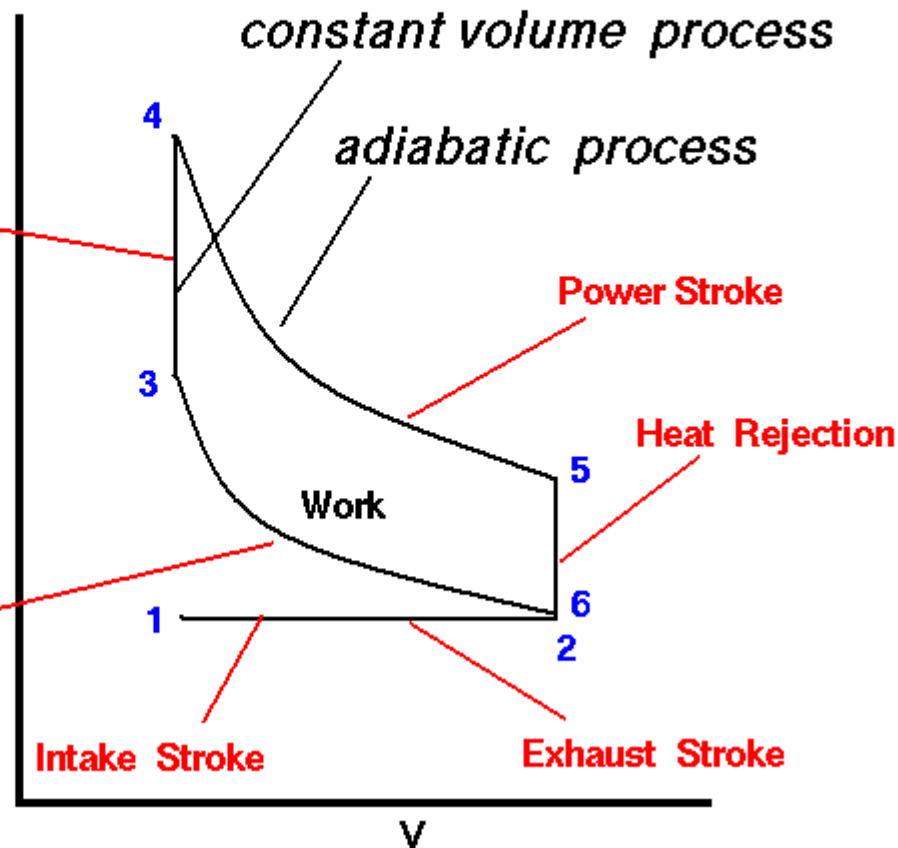 constant volume process
4
adiabatic process
Power Stroke
3
Heat Rejection
5
Work
6
1
2
Intake Stroke
Exhaust Stroke
V